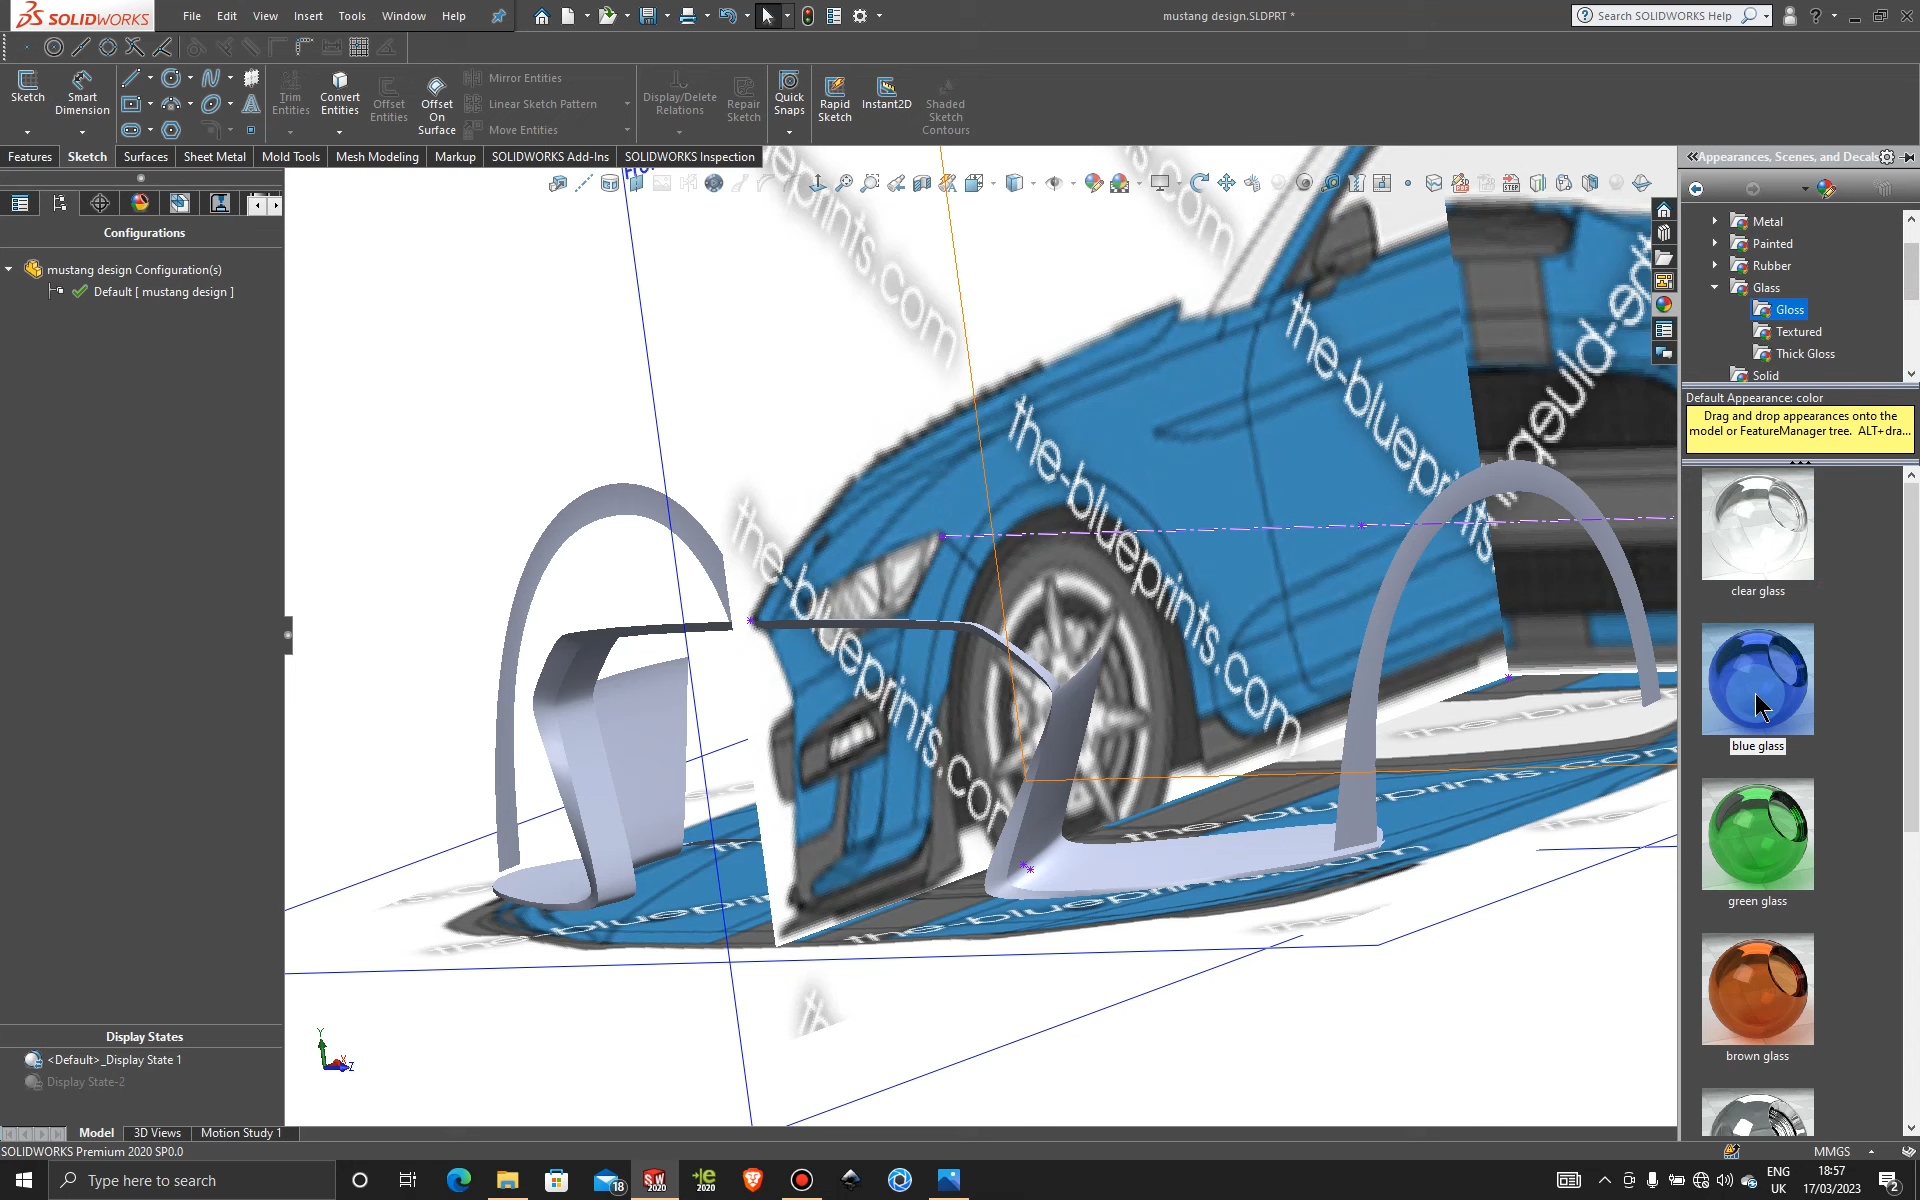 SOLIDWORKS
File Edit View Insert Tools Window Help
mustang design.SLDPRT *
Search SOLIDWORKS Help
Sketch
Smart Dimension
Trim Entities
Convert Entities
Offset Entities
Offset On Surface
Mirror Entities
Linear Sketch Pattern
Move Entities
Display/Delete Relations
Repair Sketch
Quick Snaps
Rapid Sketch
Instant2D
Shaded Sketch Contours
Features Sketch Surfaces Sheet Metal Mold Tools Mesh Modeling Markup SOLIDWORKS Add-Ins SOLIDWORKS Inspection
Configurations
mustang design Configuration(s)
Default [ mustang design ]
Display States
<Default>_Display State 1
Display State-2
the-blueprints.com
the-blueprints.com
the-blueprints.com
Y
X
Z
Appearances, Scenes, and Decals
Metal
Painted
Rubber
Glass
Gloss
Textured
Thick Gloss
Solid
Default Appearance: color
Drag and drop appearances onto the
model or FeatureManager tree. ALT+dra...
clear glass
blue glass
green glass
brown glass
Model 3D Views Motion Study 1
SOLIDWORKS Premium 2020 SP0.0
MMGS
Type here to search
18
SW 2020
2020
ENG
UK
18:57
17/03/2023
2